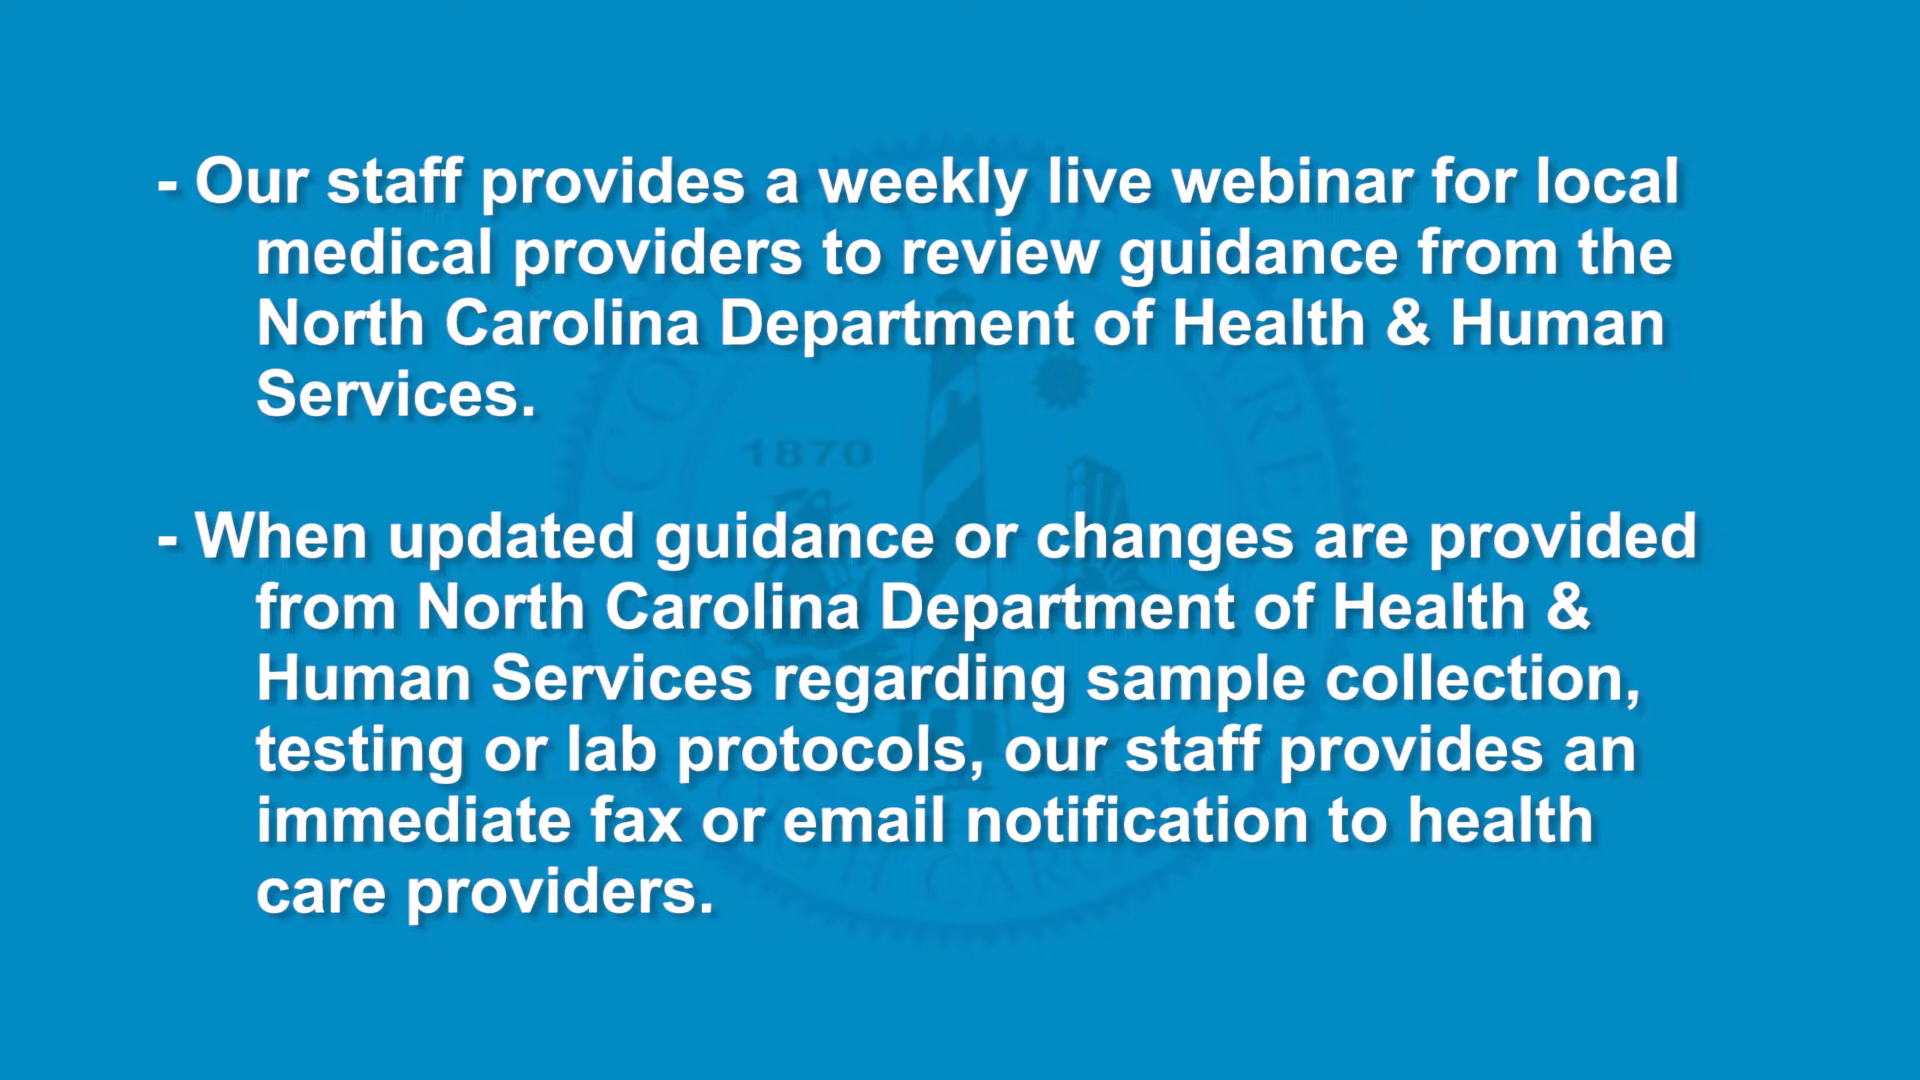 - Our staff provides a weekly live webinar for local
medical providers to review guidance from the
North Carolina Department of Health & Human
Services.
1870
- When updated guidance or changes are provided
from North Carolina Department of Health &
Human Services regarding sample collection,
testing or lab protocols, our staff provides an
immediate fax or email notification to health
care providers.